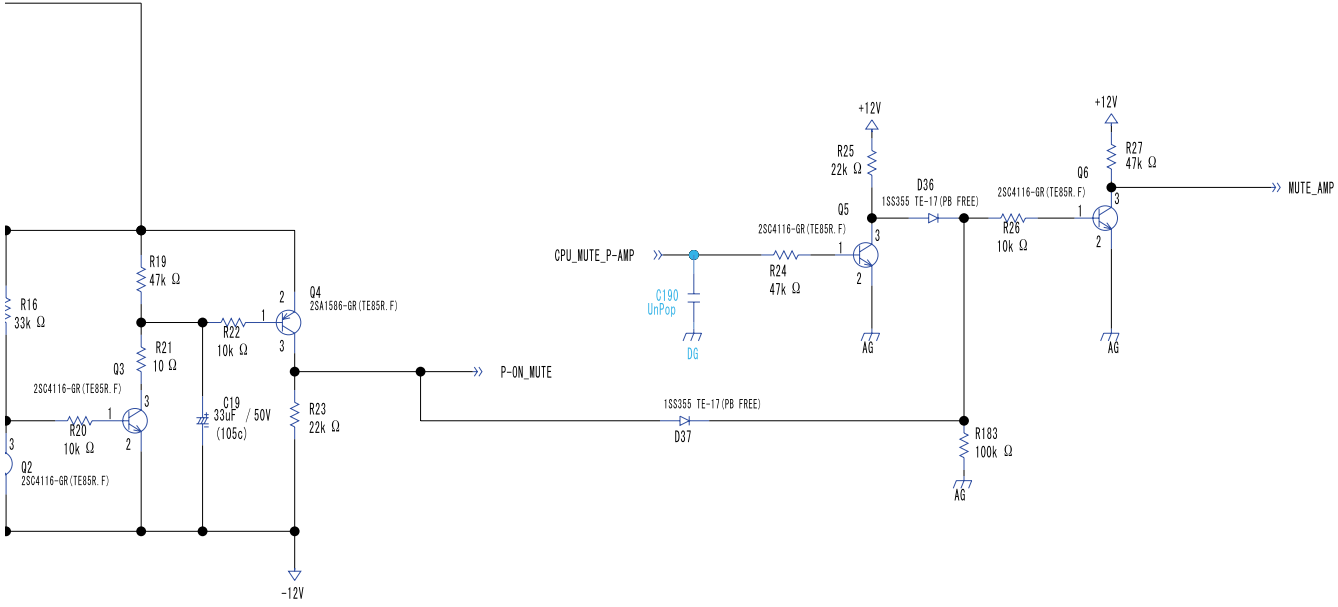 +12V
R25
22k Ω
+12V
R27
47k Ω
Q6
2SC4116-GR(TE85R.F)
3
MUTE_AMP
D36
1SS355 TE-17(PB FREE)
1
R26
10k Ω
2
AG
Q5
2SC4116-GR(TE85R.F)
3
1
2
CPU_MUTE_P-AMP
R24
47k Ω
C190
UnPop
DG
AG
R19
47k Ω
R16
33k Ω
2
Q4
2SA1586-GR(TE85R.F)
1
R22
10k Ω
3
R21
10 Ω
Q3
2SC4116-GR(TE85R.F)
3
1
2
R20
10k Ω
C19
33uF / 50V
(105c)
R23
22k Ω
P-ON_MUTE
1SS355 TE-17(PB FREE)
D37
R183
100k Ω
AG
3
Q2
2SC4116-GR(TE85R.F)
-12V